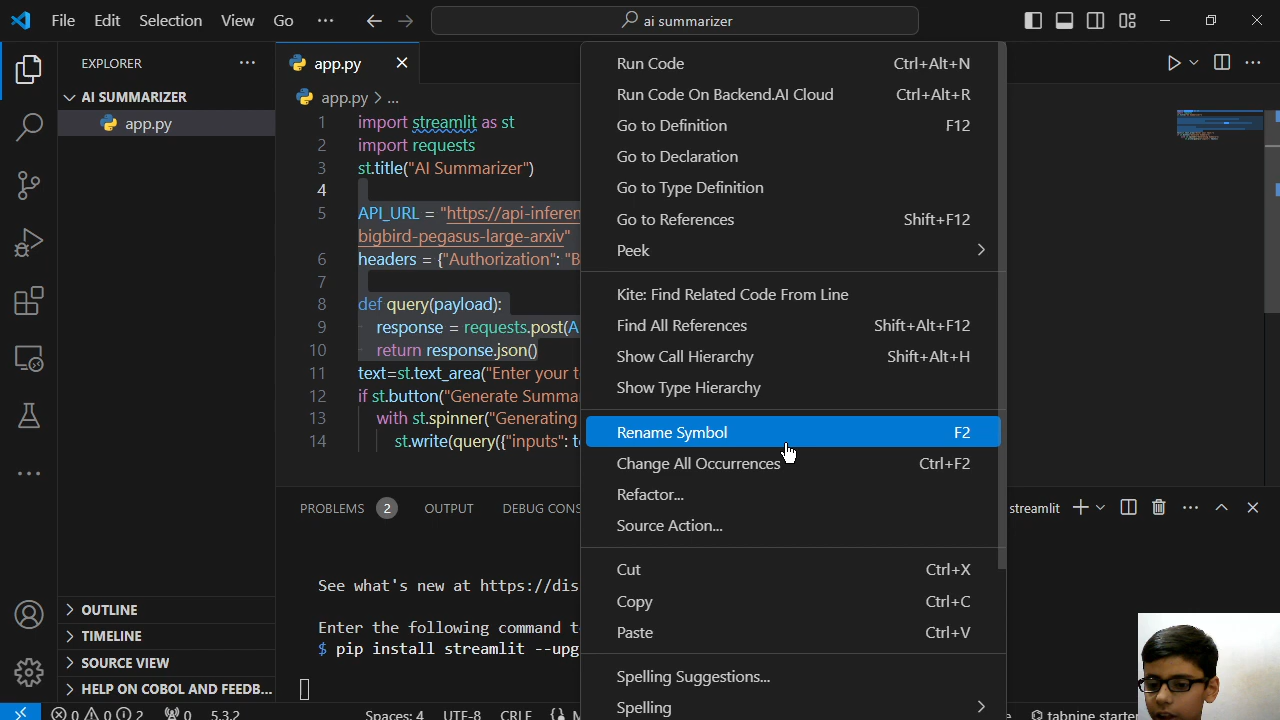 File Edit Selection View Go ... ai summarizer
EXPLORER
AI SUMMARIZER
app.py
OUTLINE
TIMELINE
SOURCE VIEW
HELP ON COBOL AND FEEDB...
app.py
app.py > ...
1 import streamlit as st
2 import requests
3 st.title("AI Summarizer")
4
5 API_URL = "https://api-inferen
bigbird-pegasus-large-arxiv"
6 headers = {"Authorization": "B
7
8 def query(payload):
9 response = requests.post(A
10 return response.json()
11 text=st.text_area("Enter your t
12 if st.button("Generate Summa
13 with st.spinner("Generating
14 st.write(query({"inputs": t
Run Code Ctrl+Alt+N
Run Code On Backend.AI Cloud Ctrl+Alt+R
Go to Definition F12
Go to Declaration
Go to Type Definition
Go to References Shift+F12
Peek
Kite: Find Related Code From Line
Find All References Shift+Alt+F12
Show Call Hierarchy Shift+Alt+H
Show Type Hierarchy
Rename Symbol F2
Change All Occurrences Ctrl+F2
Refactor...
Source Action...
Cut Ctrl+X
Copy Ctrl+C
Paste Ctrl+V
Spelling Suggestions...
Spelling
PROBLEMS 2 OUTPUT DEBUG CONS streamlit
See what's new at https://dis
Enter the following command t
$ pip install streamlit --upg
0 0 2 0 5.3.2 Spaces: 4 UTF-8 CRLF tabnine starter